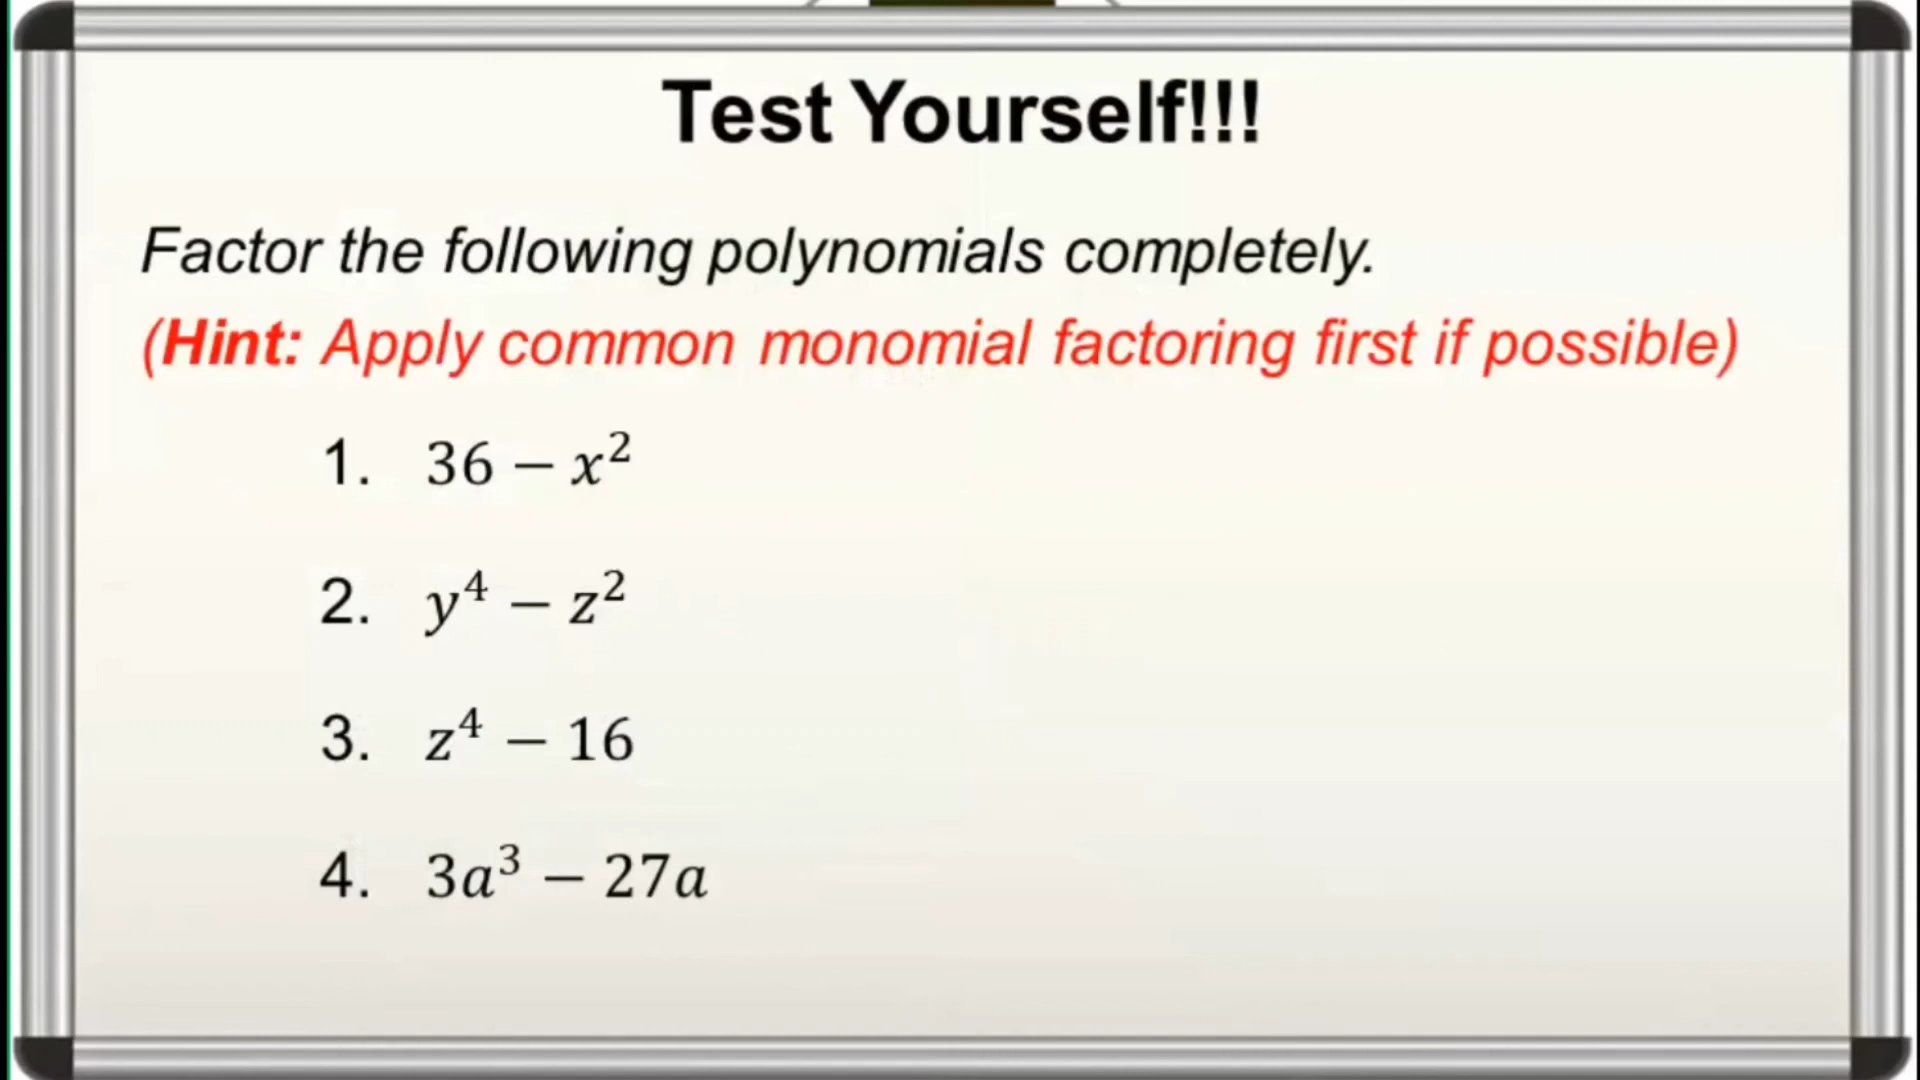 Test Yourself!!!
Factor the following polynomials completely.
(Hint: Apply common monomial factoring first if possible)
1. 36 − x²
2. y⁴ − z²
3. z⁴ − 16
4. 3a³ − 27a